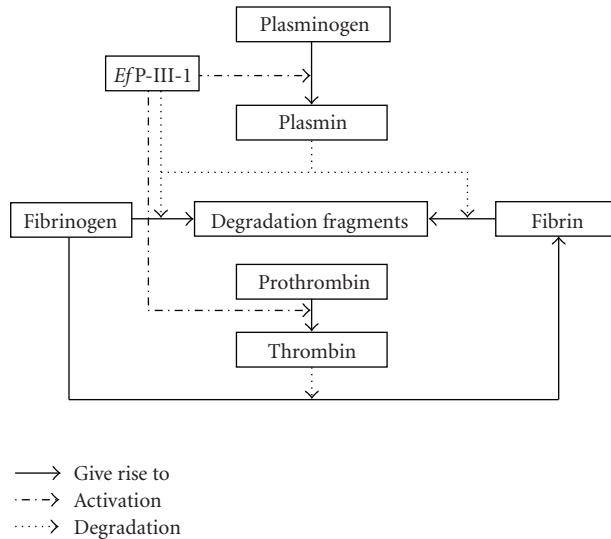 Plasminogen
EfP-III-1
Plasmin
Fibrinogen
Degradation fragments
Fibrin
Prothrombin
Thrombin
Give rise to
Activation
Degradation